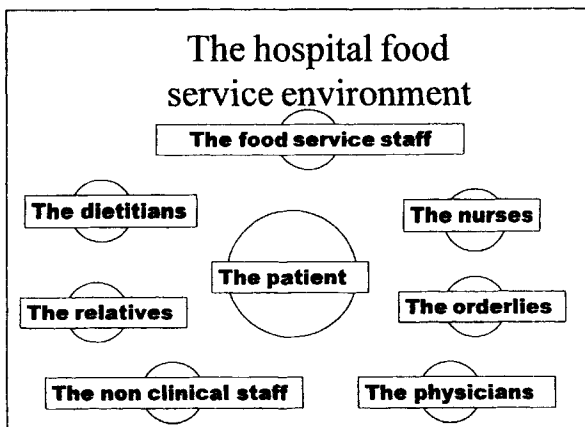 The hospital food
service environment
The food service staff
The dietitians
The nurses
The patient
The relatives
The orderlies
The non clinical staff
The physicians